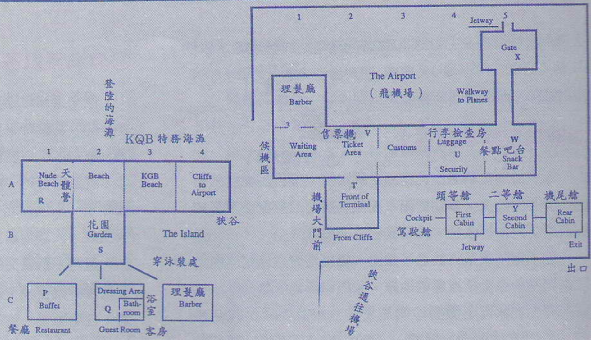 1 2 3 4 5
Jetway
Gate
X
理髮廳
Barber
The Airport
(飛機場)
Walkway
to Planes
3
候機區
Waiting
Area
售票機 V
Ticket
Area
Customs
行李檢查房
Luggage
U
Security
W
餐點吧台
Snack
Bar
T
Front of
Terminal
機場大門前
From Cliffs
頭等艙
二等艙
機尾艙
Cockpit
駕駛艙
First
Cabin
Y
Second
Cabin
Rear
Cabin
Jetway
Exit
出口
峽谷通往機場
登陸的海灘
KQB 特務海灘
1 2 3 4
A
Nude
Beach
R
天體營
Beach
KGB
Beach
Cliffs
to
Airport
峽谷
B
花園
Garden
S
The Island
穿泳裝處
C
P
Buffet
Dressing Area
Q
Bath-
room
浴室
理髮廳
Barber
餐廳 Restaurant
Guest Room 客房